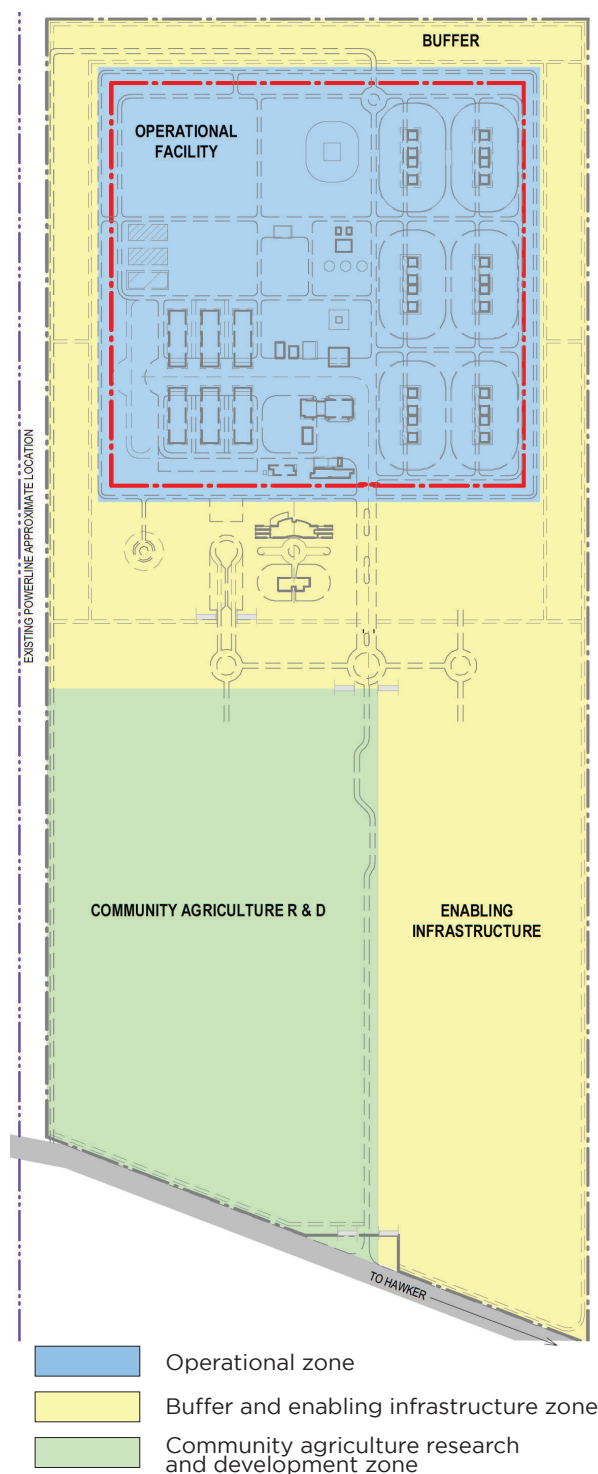 BUFFER
OPERATIONAL
FACILITY
EXISTING POWERLINE APPROXIMATE LOCATION
COMMUNITY AGRICULTURE R & D
ENABLING
INFRASTRUCTURE
TO HAWKER
Operational zone
Buffer and enabling infrastructure zone
Community agriculture research
and development zone